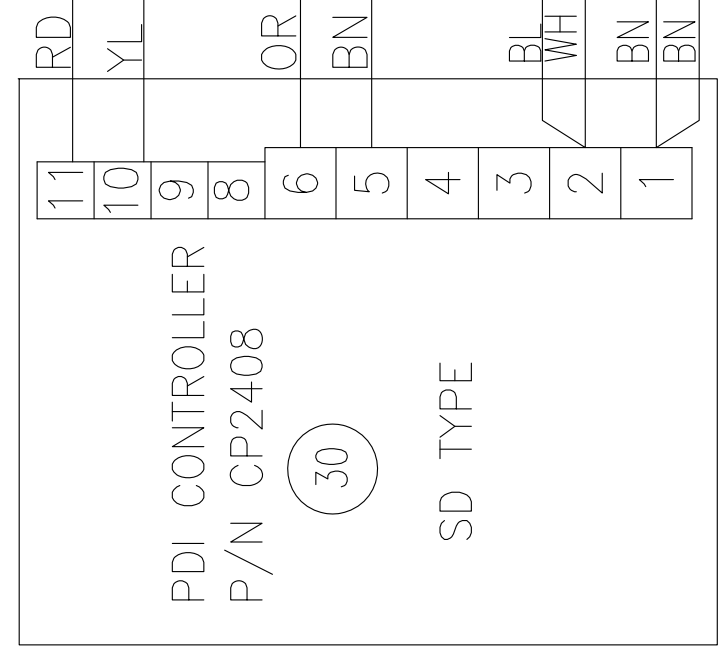 RD
YL
OR
BN
BL
WH
BN
BN
11
10
9
8
6
5
4
3
2
1
PDI CONTROLLER
P/N CP2408
30
SD TYPE